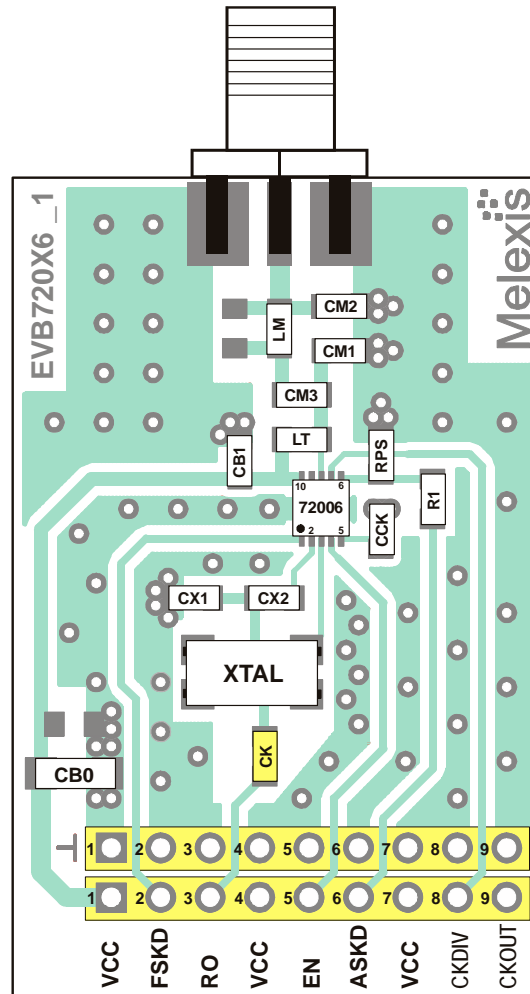 EVB720X6 _1
Melexis
CM2
LM
CM1
CM3
LT
CB1
RPS
R1
10 6
72006
2 5
CCK
CX1 CX2
XTAL
CK
CB0
⊥ 1 2 3 4 5 6 7 8 9
1 2 3 4 5 6 7 8 9
VCC FSKD RO VCC EN ASKD VCC CKDIV CKOUT